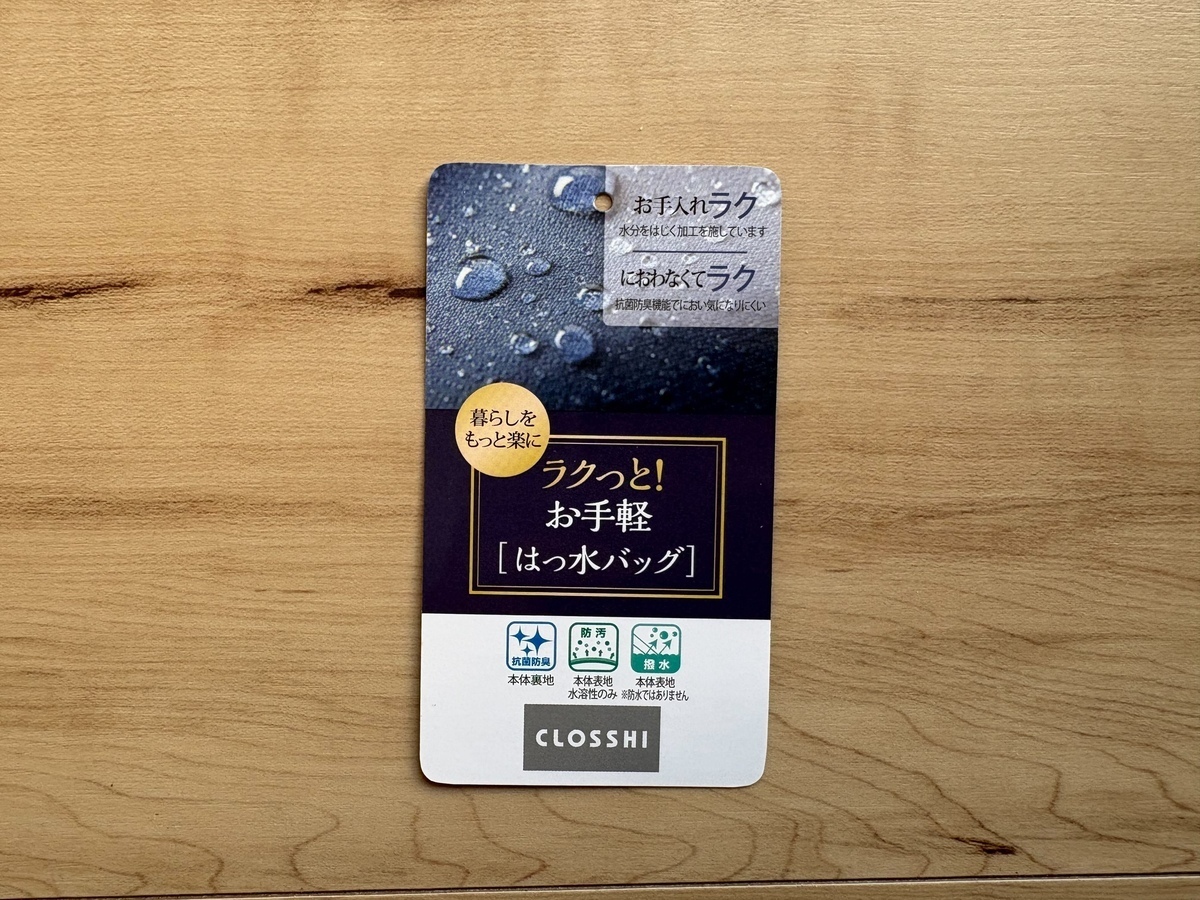 お手入れラク
水分をはじく加工を施しています
におわなくてラク
抗菌防臭機能でにおい気になりにくい
暮らしを
もっと楽に
ラクっと!
お手軽
[はっ水バッグ]
抗菌防臭
本体裏地
防汚
本体表地
水溶性のみ
撥水
本体表地
※防水ではありません
CLOSSHI